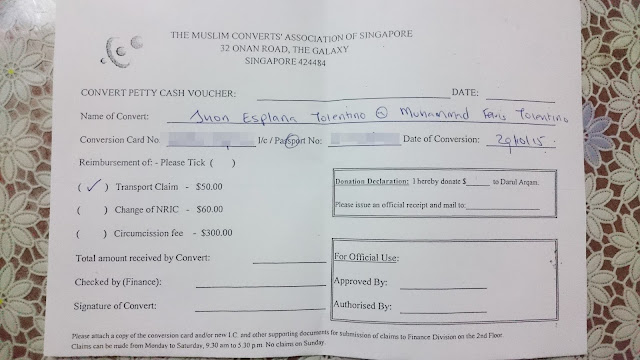 THE MUSLIM CONVERTS' ASSOCIATION OF SINGAPORE
32 ONAN ROAD, THE GALAXY
SINGAPORE 424484
CONVERT PETTY CASH VOUCHER: DATE:
Name of Convert: Juon Esplana Tolentino @ Muhammad Faris Tolentino
Conversion Card No. I/c / Passport No: Date of Conversion: 29/10/15.
Reimbursement of: - Please Tick ( )
( ✓ ) Transport Claim - $50.00
( ) Change of NRIC - $60.00
( ) Circumcission fee - $300.00
Donation Declaration: I hereby donate $ to Darul Arqan.
Please issue an official receipt and mail to:
Total amount received by Convert:
Checked by (Finance):
Signature of Convert:
For Official Use:
Approved By:
Authorised By:
Please attach a copy of the conversion card and/or new I.C. and other supporting documents for submission of claims to Finance Division on the 2nd Floor.
Claims can be made from Monday to Saturday, 9.30 am to 5.30 p.m. No claims on Sunday.